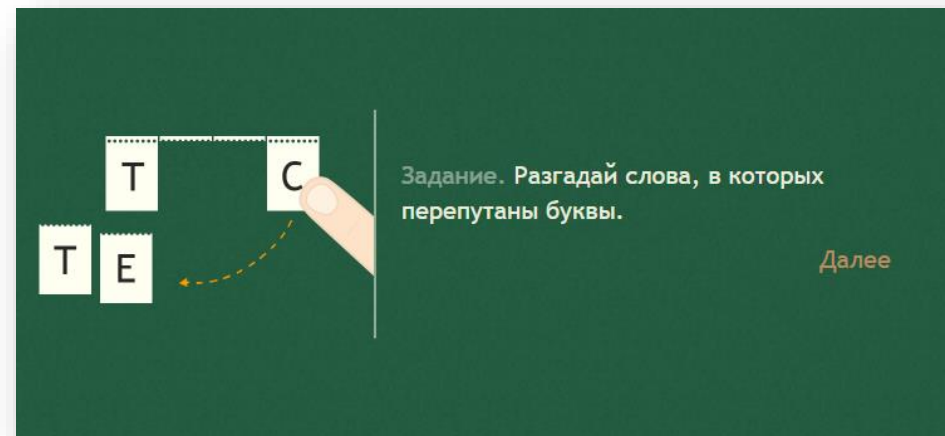 Т С
Т Е
Задание. Разгадай слова, в которых
перепутаны буквы.
Далее